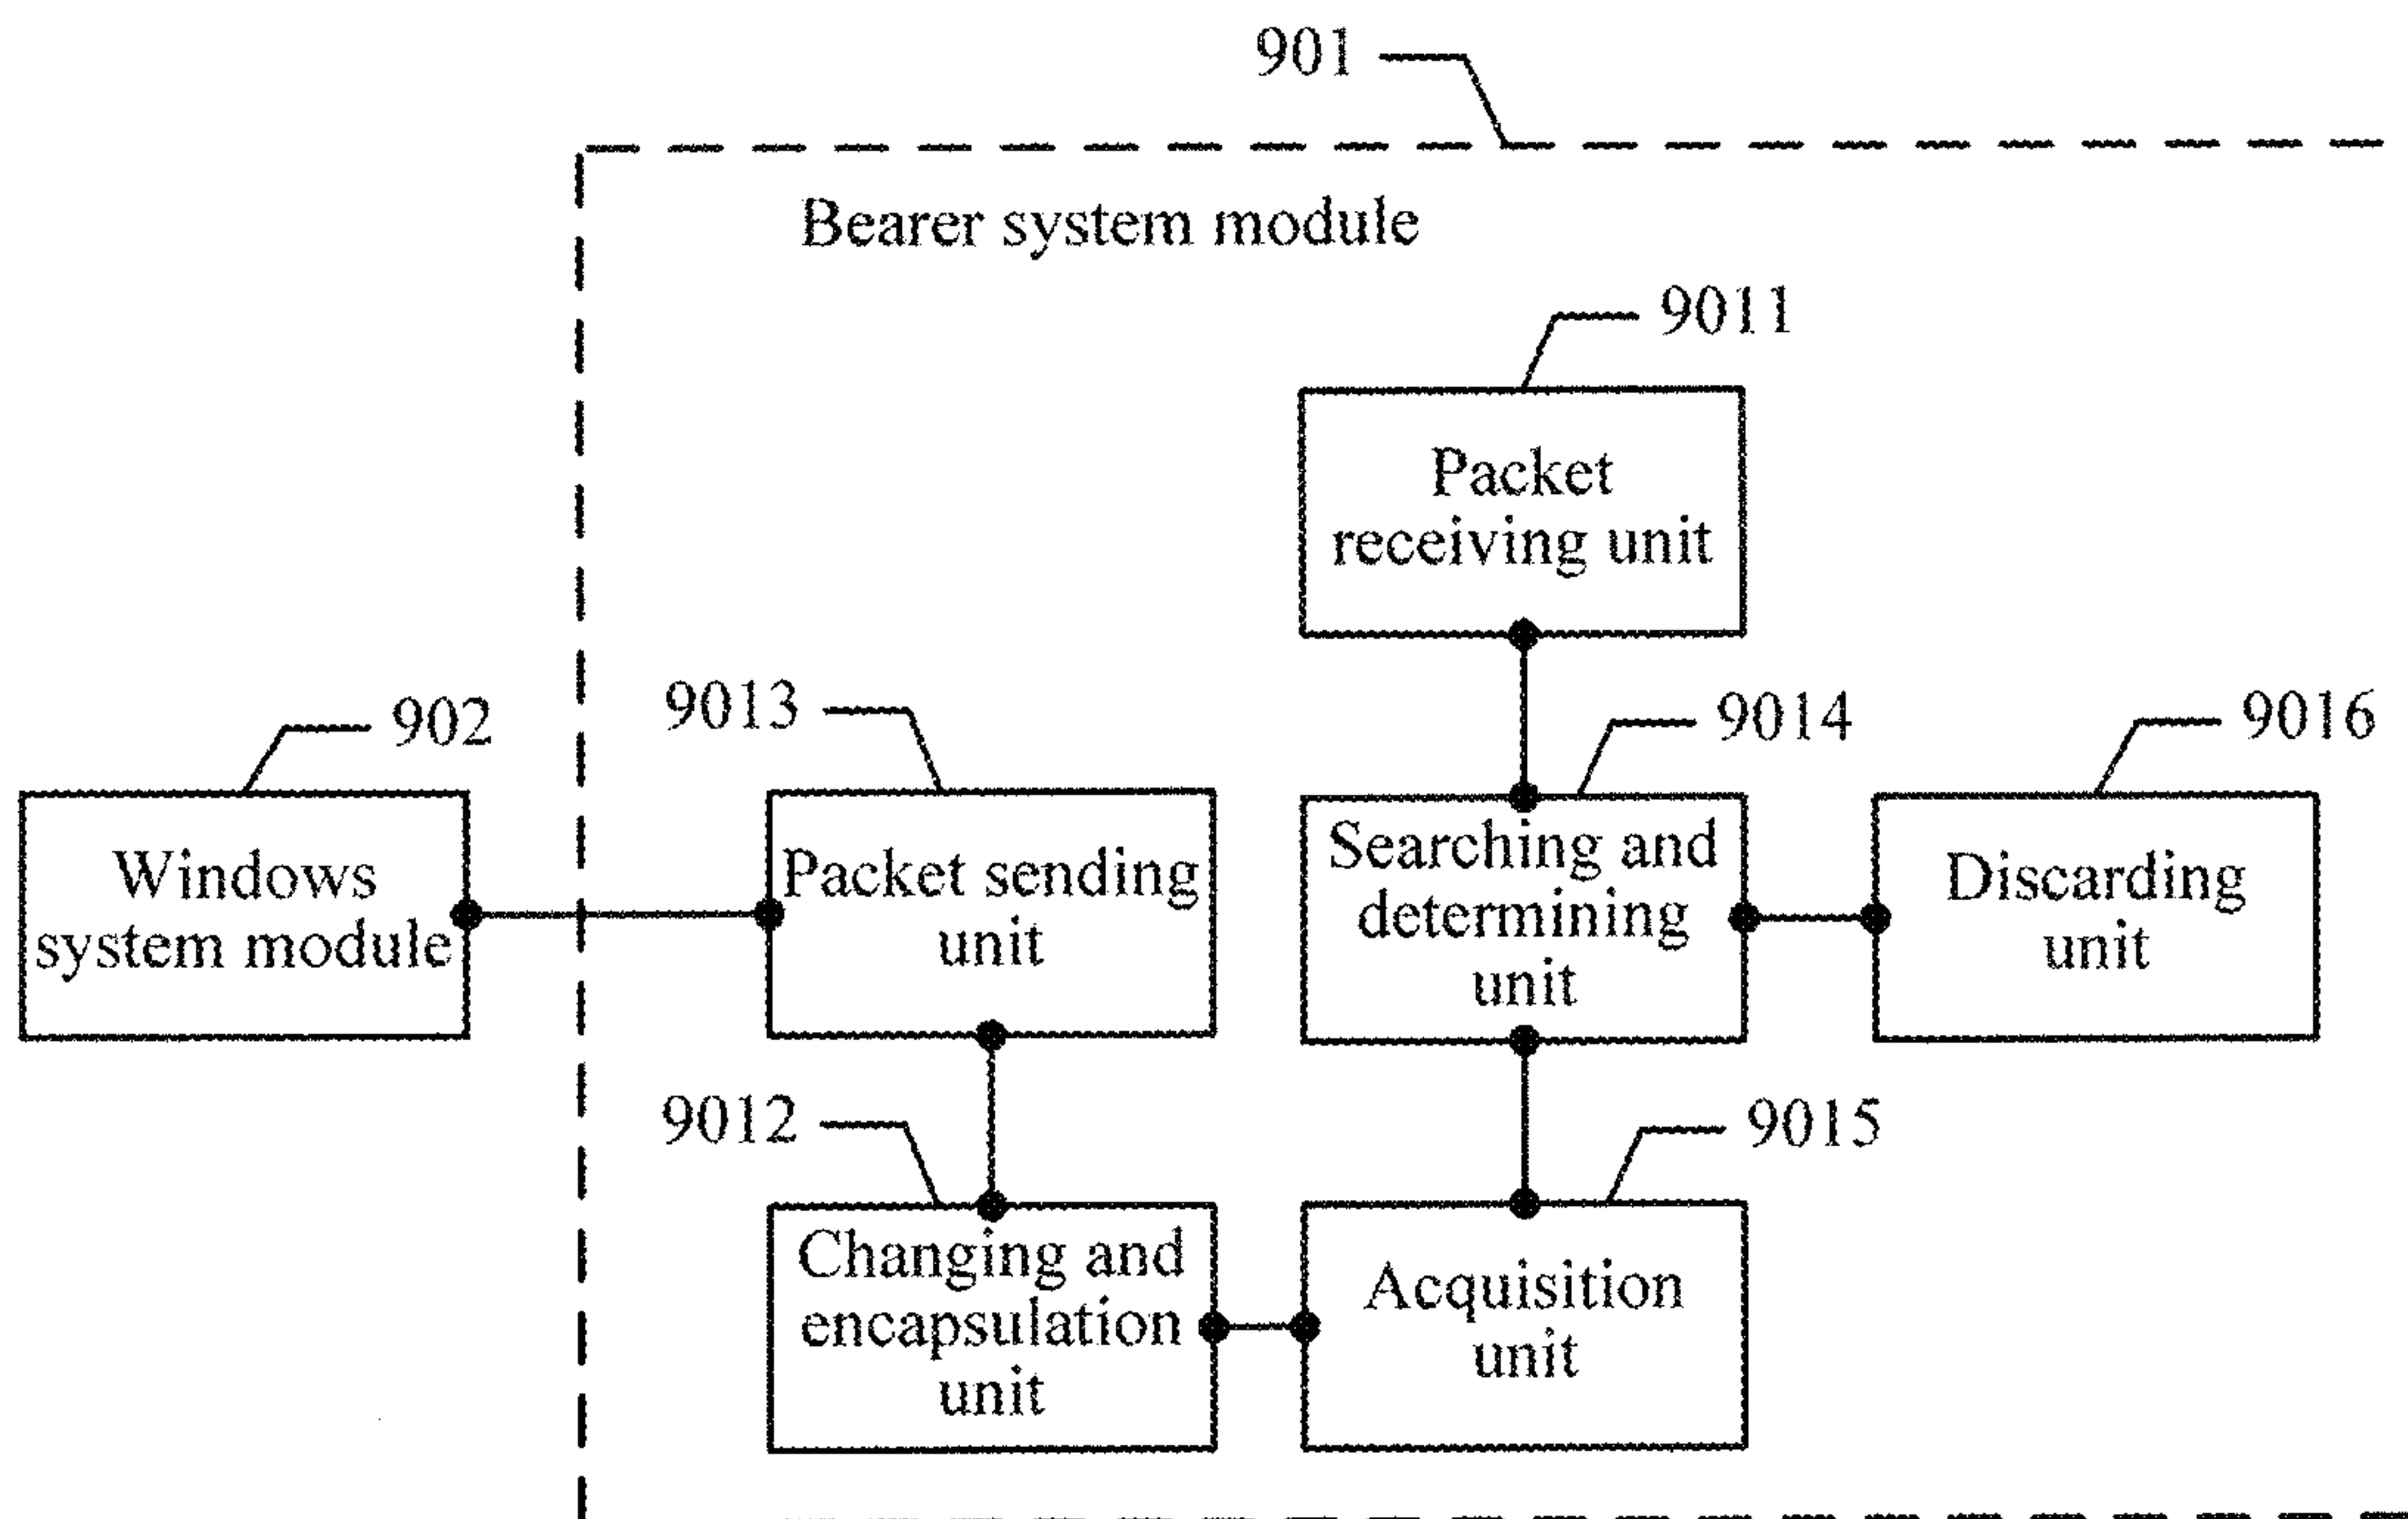 901
Bearer system module
9011
Packet
receiving unit
902
9013
9014
9016
Windows
system module
Packet sending
unit
Searching and
determining
unit
Discarding
unit
9012
9015
Changing and
encapsulation
unit
Acquisition
unit